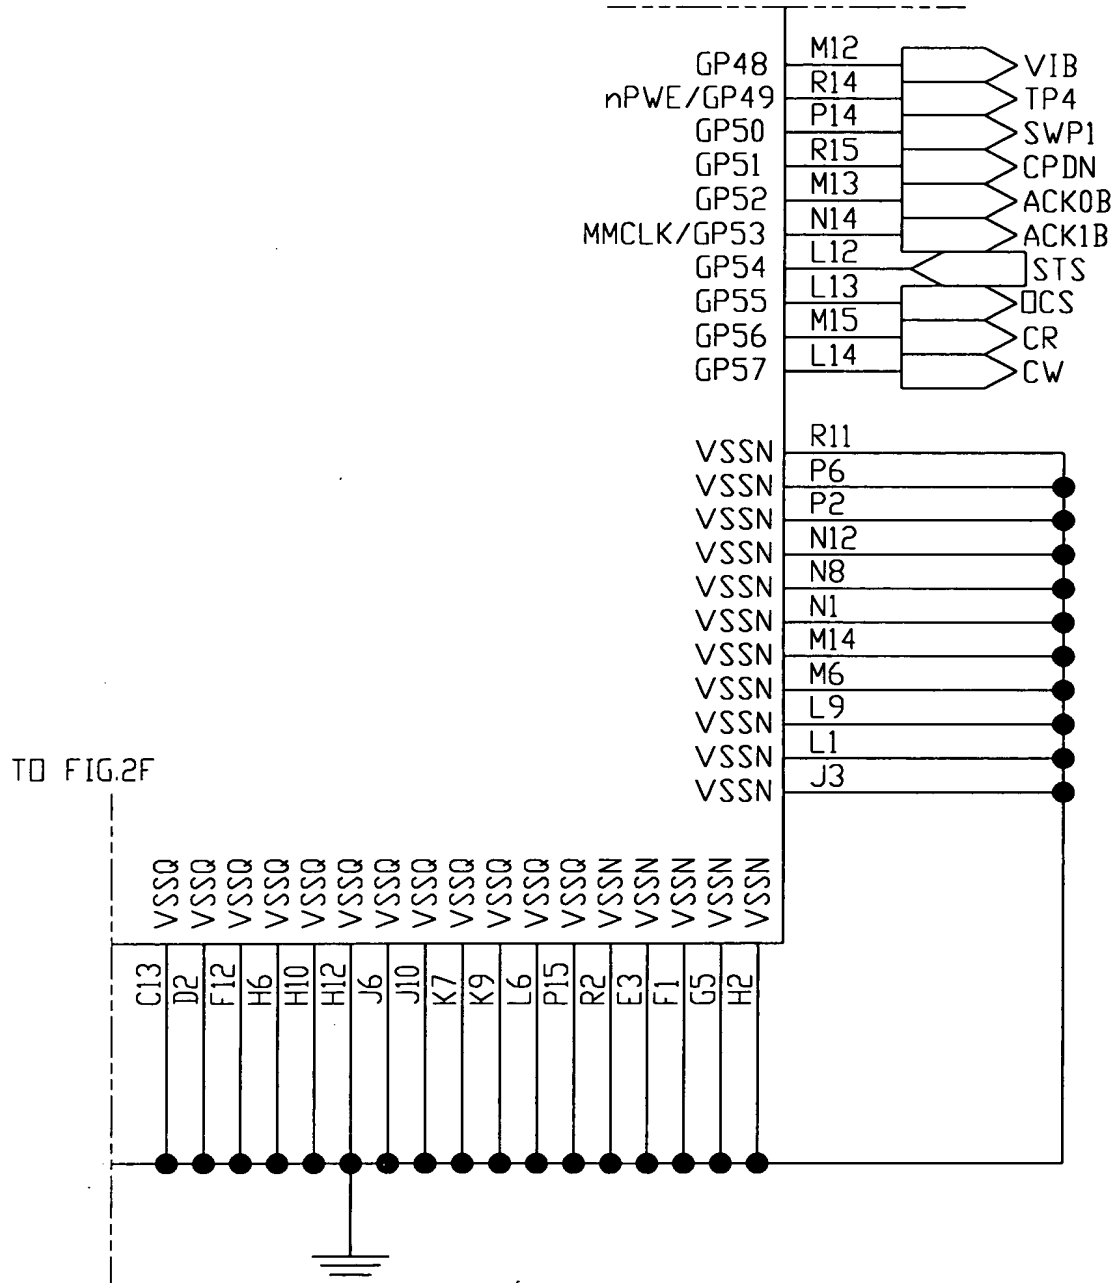 GP48 M12 VIB
nPWE/GP49 R14 TP4
GP50 P14 SWP1
GP51 R15 CPDN
GP52 M13 ACK0B
MMCLK/GP53 N14 ACK1B
GP54 L12 STS
GP55 L13 OCS
GP56 M15 CR
GP57 L14 CW
VSSN R11
VSSN P6
VSSN P2
VSSN N12
VSSN N8
VSSN N1
VSSN M14
VSSN M6
VSSN L9
VSSN L1
VSSN J3
TO FIG.2F
VSSQ VSSQ VSSQ VSSQ VSSQ VSSQ VSSQ VSSQ VSSQ VSSQ VSSQ VSSQ VSSN VSSN VSSN VSSN VSSN
C13 D2 F12 H6 H10 H12 J6 J10 K7 K9 L6 P15 R2 E3 F1 G5 H2